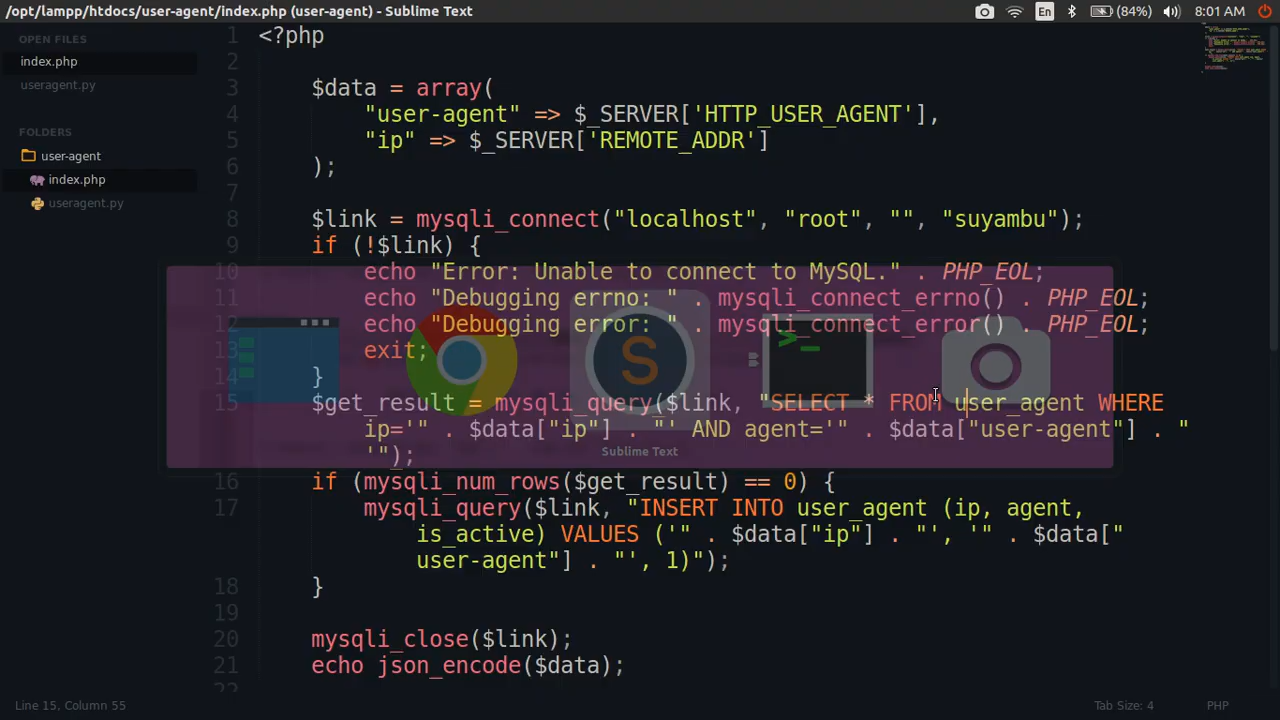 /opt/lampp/htdocs/user-agent/index.php (user-agent) - Sublime Text
En
(84%)
8:01 AM
OPEN FILES
index.php
useragent.py
FOLDERS
user-agent
index.php
useragent.py
1 <?php
2
3 $data = array(
4 "user-agent" => $_SERVER['HTTP_USER_AGENT'],
5 "ip" => $_SERVER['REMOTE_ADDR']
6 );
7
8 $link = mysqli_connect("localhost", "root", "", "suyambu");
9 if (!$link) {
10 echo "Error: Unable to connect to MySQL." . PHP_EOL;
11 echo "Debugging errno: " . mysqli_connect_errno() . PHP_EOL;
12 echo "Debugging error: " . mysqli_connect_error() . PHP_EOL;
13 exit;
14 }
15 $get_result = mysqli_query($link, "SELECT * FROM user_agent WHERE
ip='" . $data["ip"] . "' AND agent='" . $data["user-agent"] . "
'");
16 if (mysqli_num_rows($get_result) == 0) {
17 mysqli_query($link, "INSERT INTO user_agent (ip, agent,
is_active) VALUES ('" . $data["ip"] . "', '" . $data["
user-agent"] . "', 1)");
18 }
19
20 mysqli_close($link);
21 echo json_encode($data);
22
Sublime Text
Line 15, Column 55
Tab Size: 4
PHP